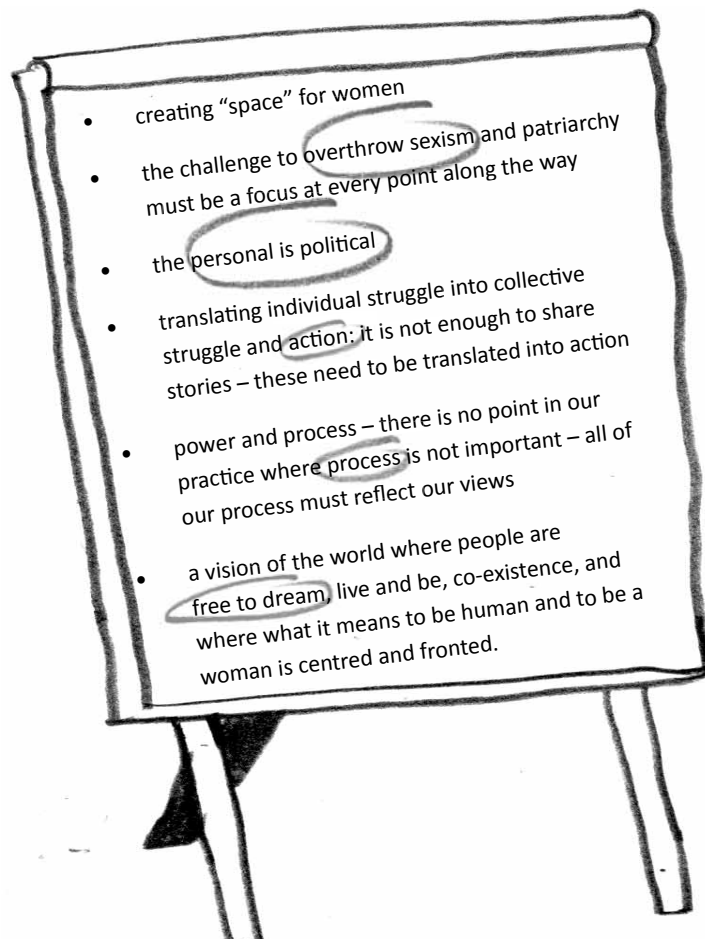 • creating “space” for women
• the challenge to overthrow sexism and patriarchy
must be a focus at every point along the way
• the personal is political
• translating individual struggle into collective
struggle and action: it is not enough to share
stories – these need to be translated into action
• power and process – there is no point in our
practice where process is not important – all of
our process must reflect our views
• a vision of the world where people are
free to dream, live and be, co-existence, and
where what it means to be human and to be a
woman is centred and fronted.